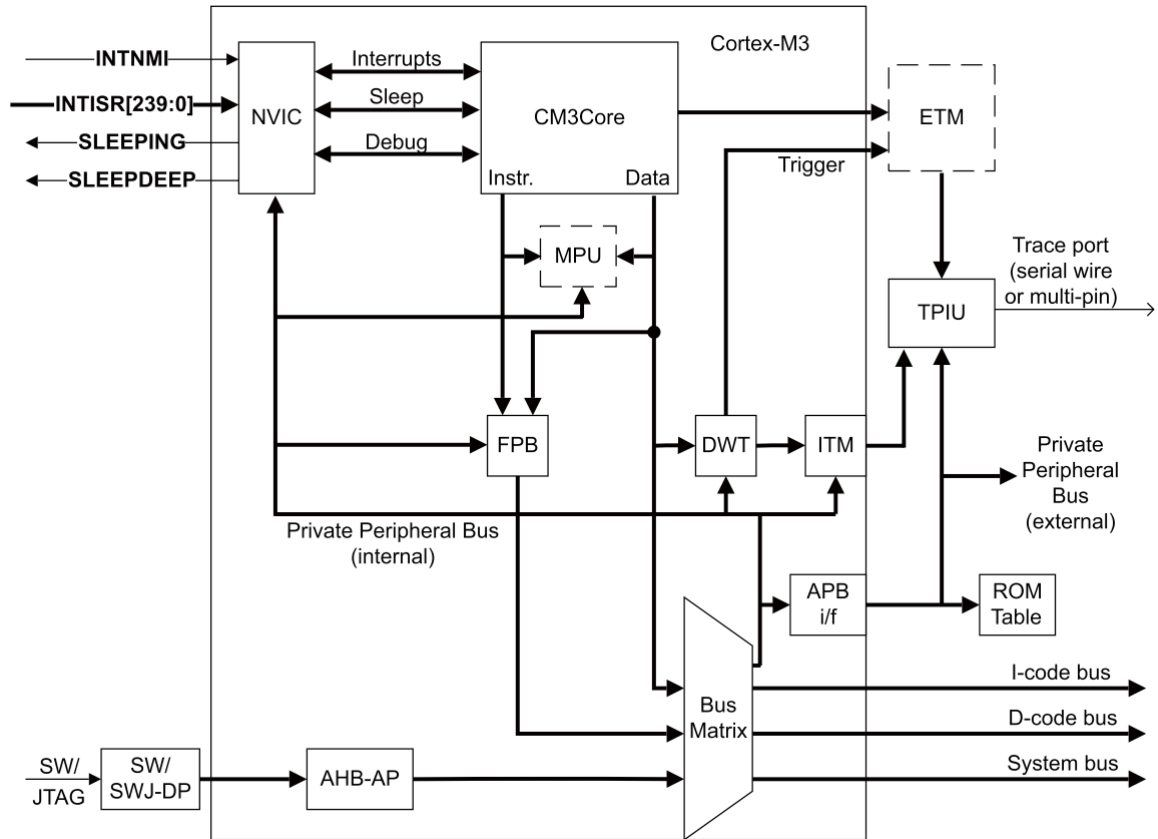 Cortex-M3
INTNMI
INTISR[239:0]
SLEEPING
SLEEPDEEP
NVIC
Interrupts
Sleep
Debug
CM3Core
Instr.
Data
ETM
Trigger
MPU
Trace port
(serial wire
or multi-pin)
TPIU
FPB
DWT
ITM
Private
Peripheral
Bus
(external)
Private Peripheral Bus
(internal)
APB
i/f
ROM
Table
I-code bus
Bus
Matrix
D-code bus
System bus
SW/
JTAG
SW/
SWJ-DP
AHB-AP